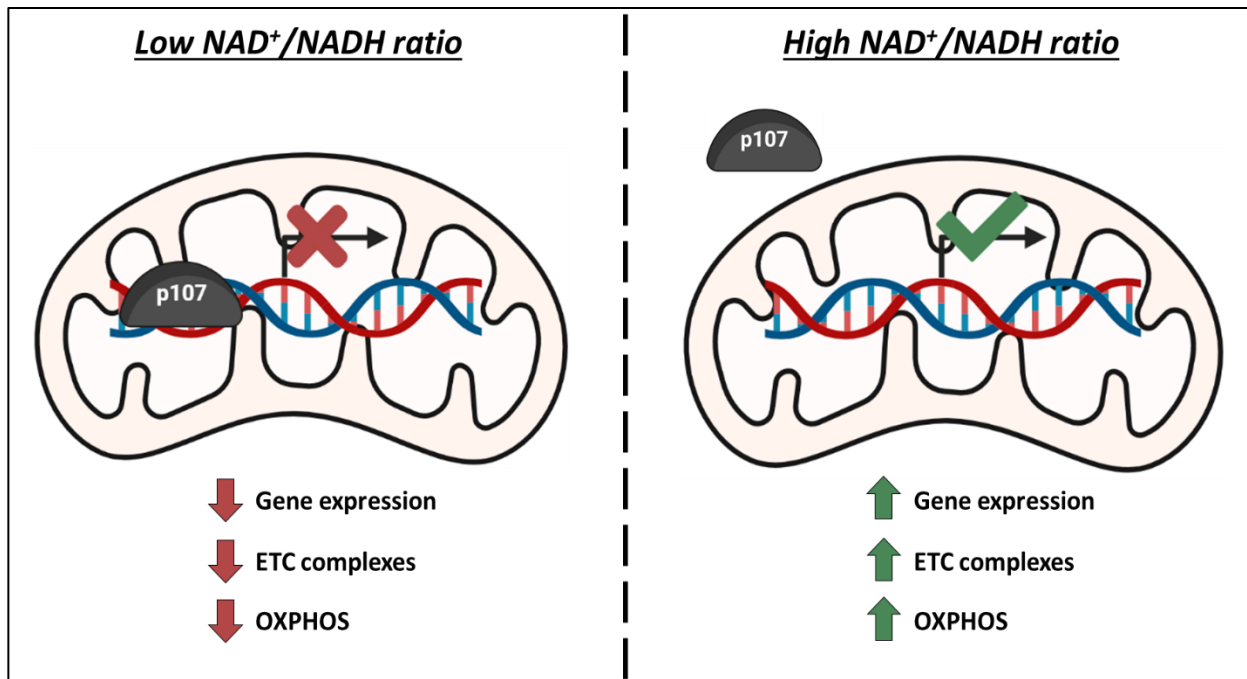 Low NAD⁺/NADH ratio
p107
Gene expression
ETC complexes
OXPHOS
High NAD⁺/NADH ratio
p107
Gene expression
ETC complexes
OXPHOS